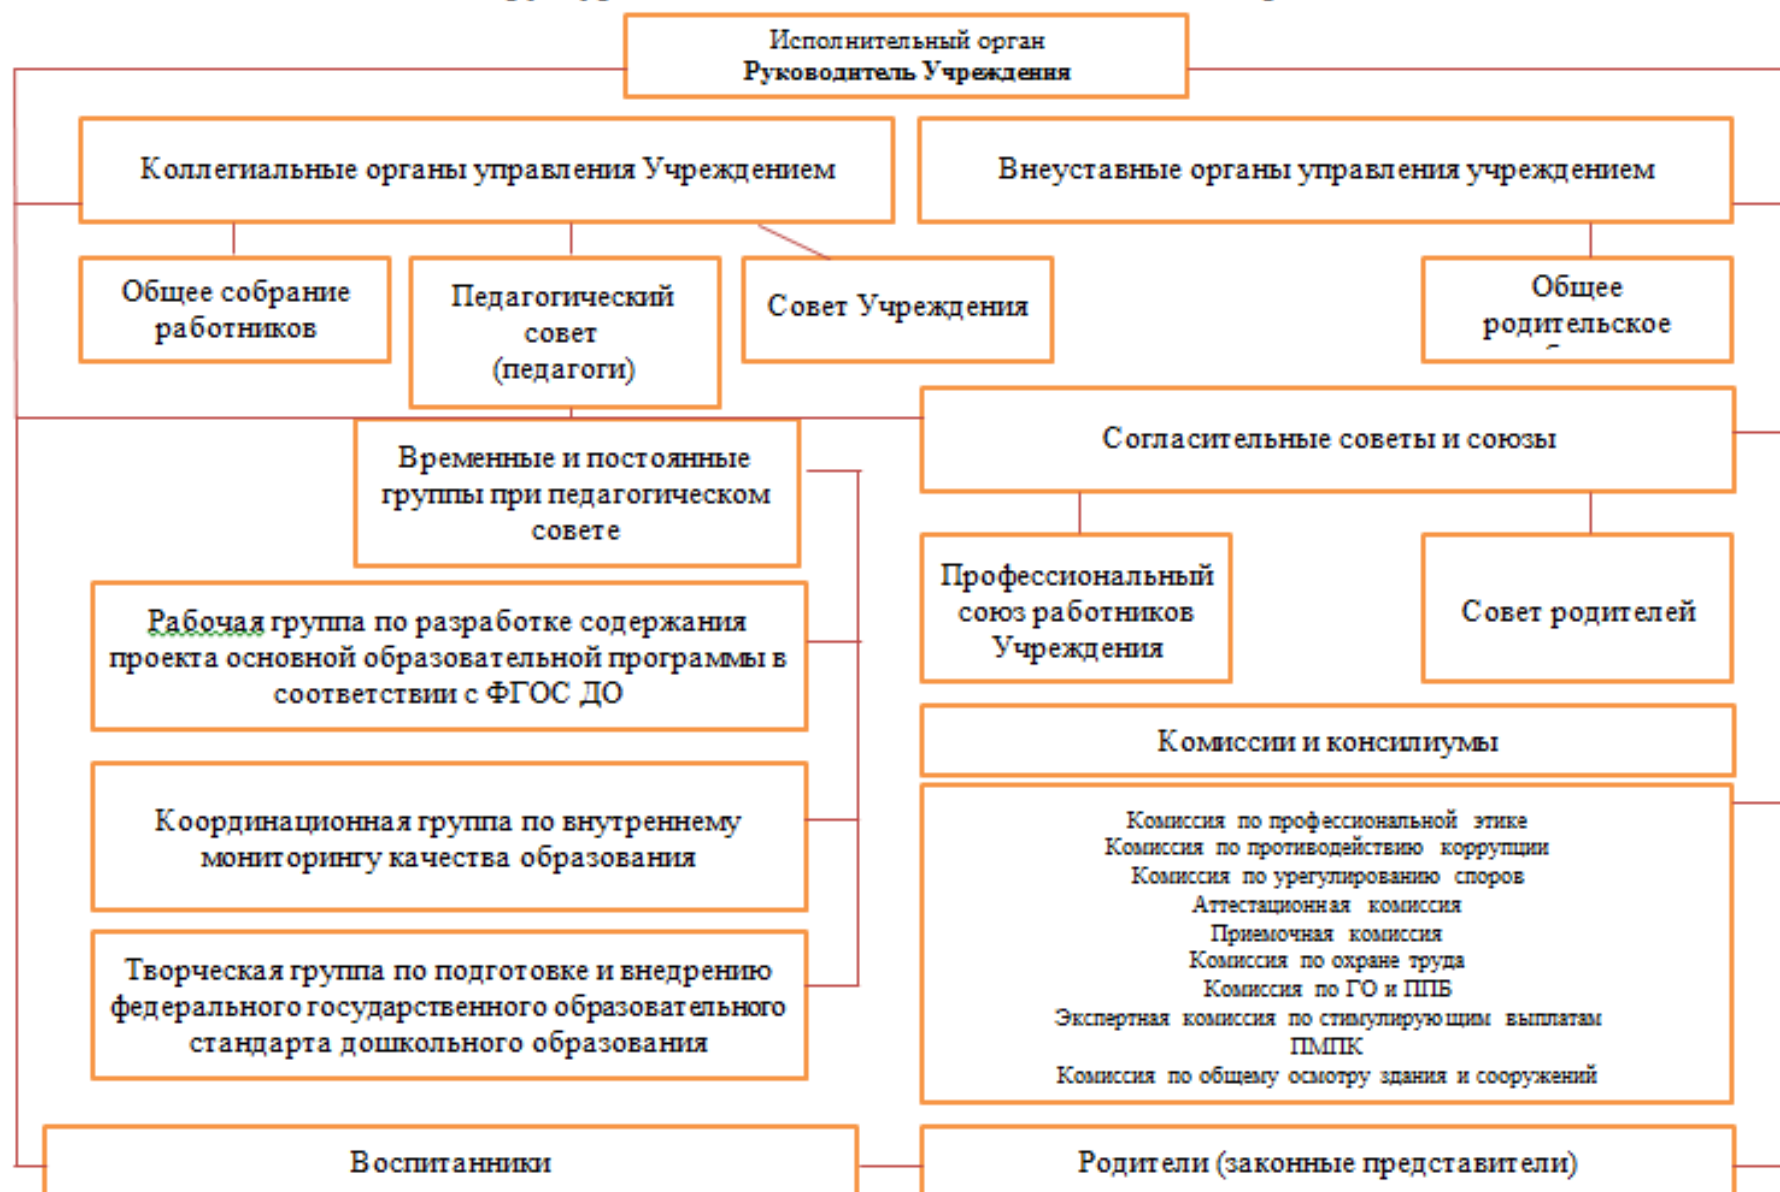 Исполнительный орган
Руководитель Учреждения
Коллегиальные органы управления Учреждением
Внеуставные органы управления учреждением
Общее собрание
работников
Педагогический
совет
(педагоги)
Совет Учреждения
Общее
родительское
Временные и постоянные
группы при педагогическом
совете
Согласительные советы и союзы
Профессиональный
союз работников
Учреждения
Совет родителей
Рабочая группа по разработке содержания
проекта основной образовательной программы в
соответствии с ФГОС ДО
Координационная группа по внутреннему
мониторингу качества образования
Творческая группа по подготовке и внедрению
федерального государственного образовательного
стандарта дошкольного образования
Комиссии и консилиумы
Комиссия по профессиональной этике
Комиссия по противодействию коррупции
Комиссия по урегулированию споров
Аттестационная комиссия
Приемочная комиссия
Комиссия по охране труда
Комиссия по ГО и ППБ
Экспертная комиссия по стимулирующим выплатам
ПМПК
Комиссия по общему осмотру здания и сооружений
Воспитанники
Родители (законные представители)